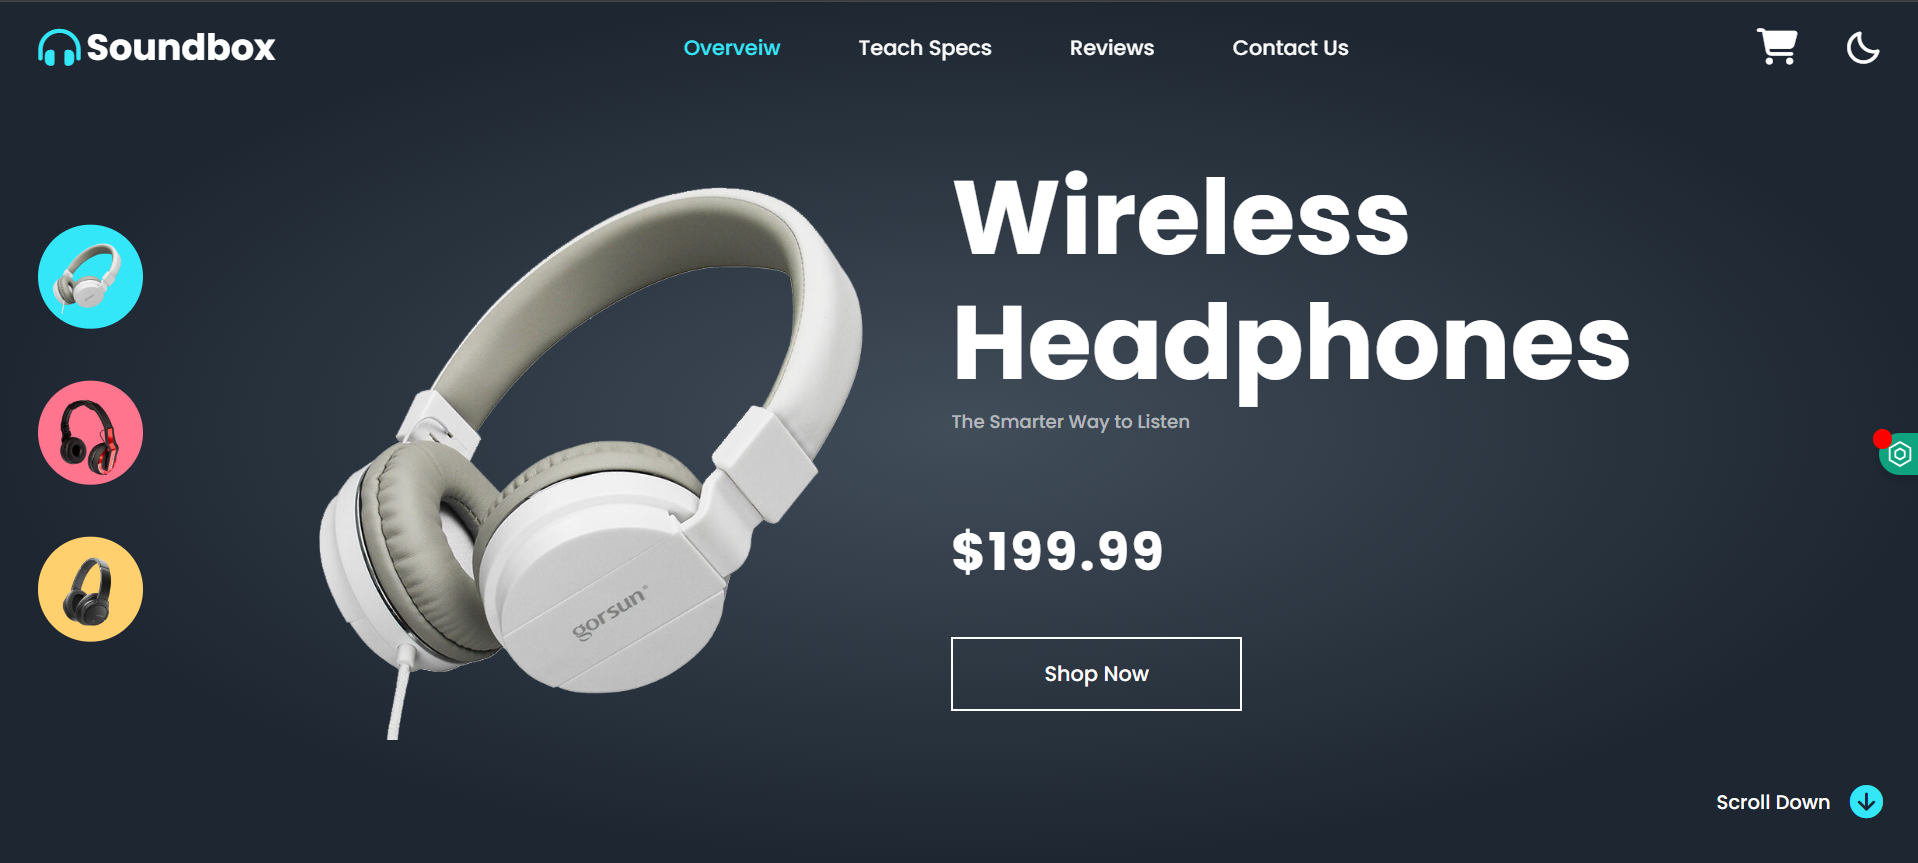 Soundbox
Overveiw
Teach Specs
Reviews
Contact Us
Wireless
Headphones
The Smarter Way to Listen
$199.99
Shop Now
gorsun
Scroll Down